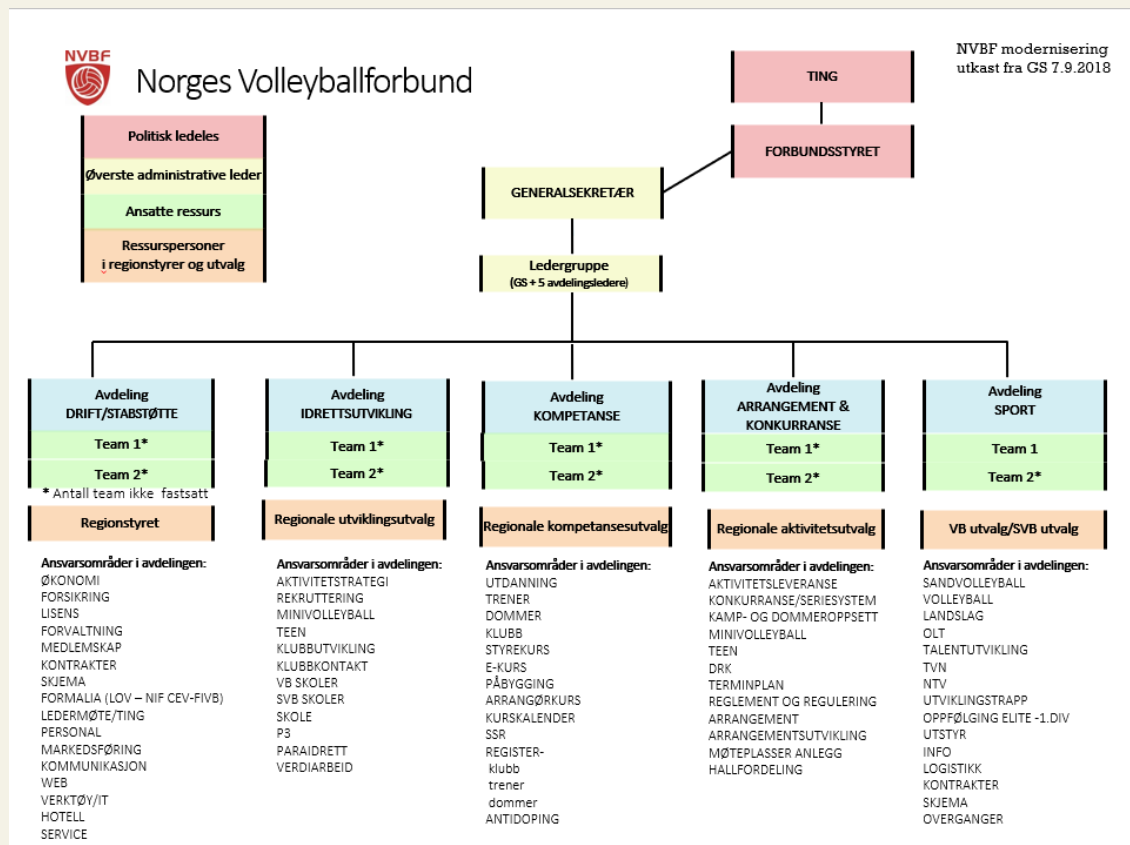 NVBF
Norges Volleyballforbund
NVBF modernisering
utkast fra GS 7.9.2018
TING
FORBUNDSSTYRET
Politisk ledeles
Øverste administrative leder
Ansatte ressurs
Ressurspersoner
i regionstyrer og utvalg
GENERALSEKRETÆR
Ledergruppe
(GS + 5 avdelingsledere)
Avdeling
DRIFT/STABSTØTTE
Team 1*
Team 2*
* Antall team ikke fastsatt
Regionstyret
Ansvarsområder i avdelingen:
ØKONOMI
FORSIKRING
LISENS
FORVALTNING
MEDLEMSKAP
KONTRAKTER
SKJEMA
FORMALIA (LOV – NIF CEV-FIVB)
LEDERMØTE/TING
PERSONAL
MARKEDSFØRING
KOMMUNIKASJON
WEB
VERKTØY/IT
HOTELL
SERVICE
Avdeling
IDRETTSUTVIKLING
Team 1*
Team 2*
Regionale utviklingsutvalg
Ansvarsområder i avdelingen:
AKTIVITETSTRATEGI
REKRUTTERING
MINIVOLLEYBALL
TEEN
KLUBBUTVIKLING
KLUBBKONTAKT
VB SKOLER
SVB SKOLER
SKOLE
P3
PARAIDRETT
VERDIARBEID
Avdeling
KOMPETANSE
Team 1*
Team 2*
Regionale kompetansesutvalg
Ansvarsområder i avdelingen:
UTDANNING
TRENER
DOMMER
KLUBB
STYREKURS
E-KURS
PÅBYGGING
ARRANGØRKURS
KURSKALENDER
SSR
REGISTER-
klubb
trener
dommer
ANTIDOPING
Avdeling
ARRANGEMENT &
KONKURRANSE
Team 1*
Team 2*
Regionale aktivitetsutvalg
Ansvarsområder i avdelingen:
AKTIVITETSLEVERANSE
KONKURRANSE/SERIESYSTEM
KAMP- OG DOMMEROPPSETT
MINIVOLLEYBALL
TEEN
DRK
TERMINPLAN
REGLEMENT OG REGULERING
ARRANGEMENT
ARRANGEMENTSUTVIKLING
MØTEPLASSER ANLEGG
HALLFORDELING
Avdeling
SPORT
Team 1
Team 2*
VB utvalg/SVB utvalg
Ansvarsområder i avdelingen:
SANDVOLLEYBALL
VOLLEYBALL
LANDSLAG
OLT
TALENTUTVIKLING
TVN
NTV
UTVIKLINGSTRAPP
OPPFØLGING ELITE -1.DIV
UTSTYR
INFO
LOGISTIKK
KONTRAKTER
SKJEMA
OVERGANGER